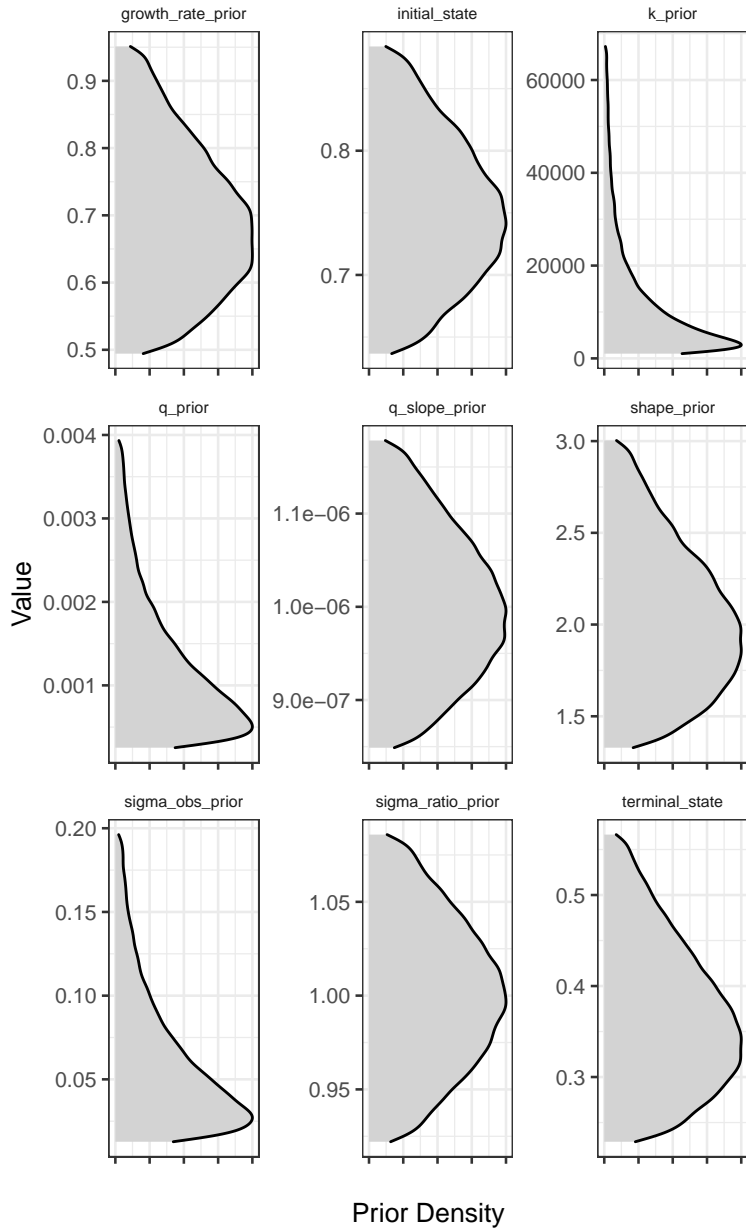 growth_rate_prior
initial_state
k_prior
0.9
0.8
0.7
0.6
0.5
0.8
0.7
60000
40000
20000
0
q_prior
q_slope_prior
shape_prior
0.004
0.003
0.002
0.001
1.1e−06
1.0e−06
9.0e−07
3.0
2.5
2.0
1.5
Value
sigma_obs_prior
sigma_ratio_prior
terminal_state
0.20
0.15
0.10
0.05
1.05
1.00
0.95
0.5
0.4
0.3
Prior Density